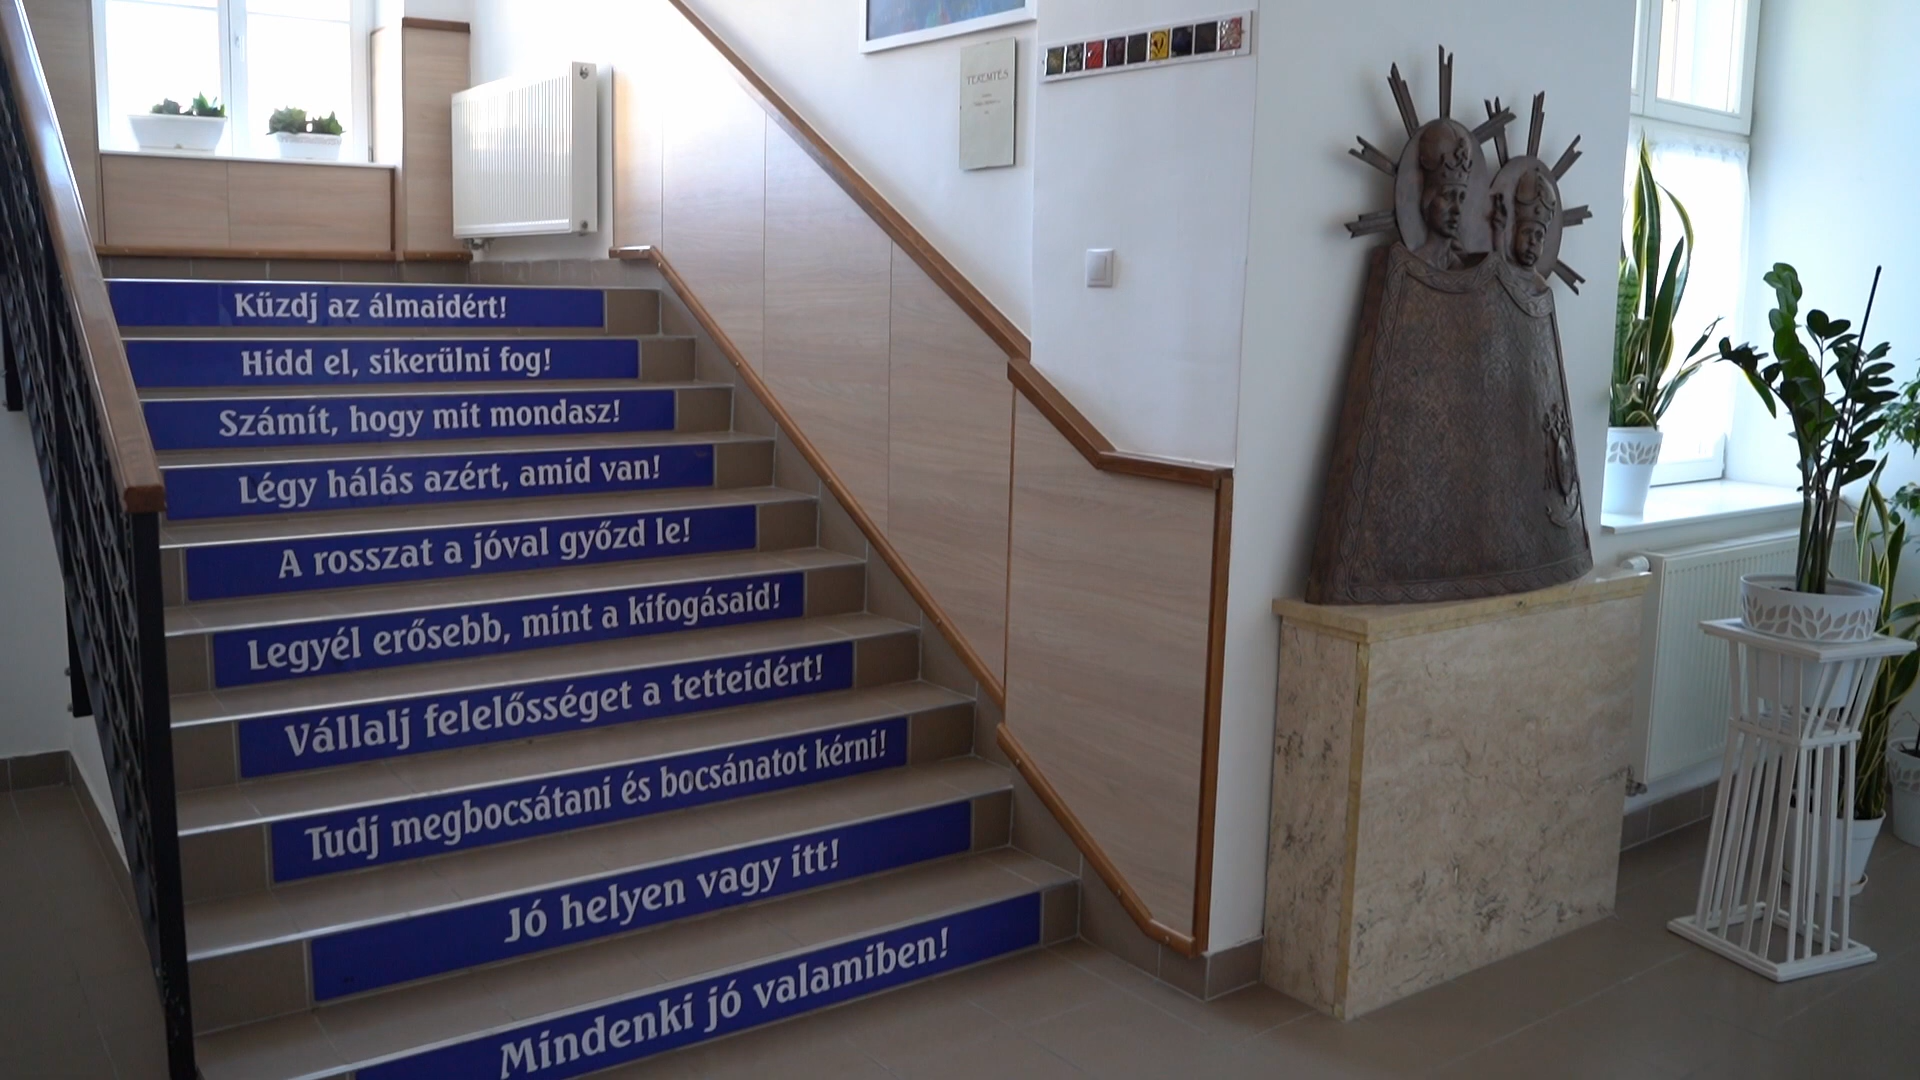 Küzdj az álmaidért!
Hidd el, sikerülni fog!
Számít, hogy mit mondasz!
Légy hálás azért, amid van!
A rosszat a jóval győzd le!
Legyél erősebb, mint a kifogásaid!
Vállalj felelősséget a tetteidért!
Tudj megbocsátani és bocsánatot kérni!
Jó helyen vagy itt!
Mindenki jó valamiben!
TEREMTÉS